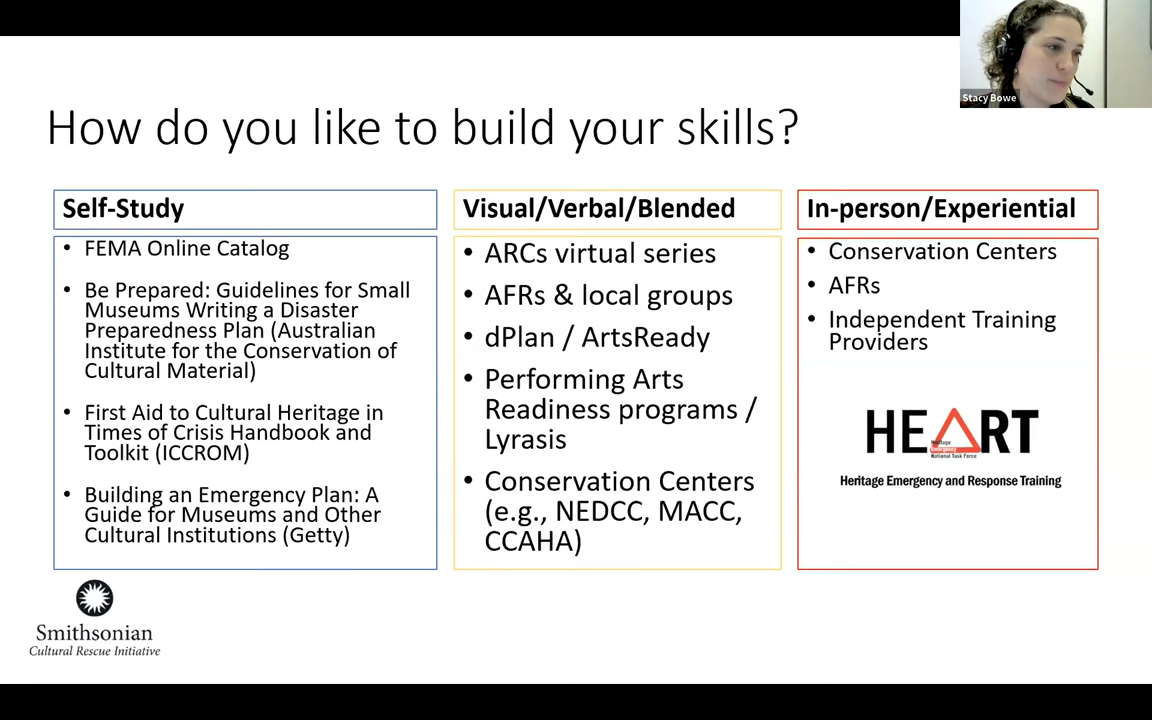 Stacy Bowe
How do you like to build your skills?
Self-Study
• FEMA Online Catalog
• Be Prepared: Guidelines for Small
Museums Writing a Disaster
Preparedness Plan (Australian
Institute for the Conservation of
Cultural Material)
• First Aid to Cultural Heritage in
Times of Crisis Handbook and
Toolkit (ICCROM)
• Building an Emergency Plan: A
Guide for Museums and Other
Cultural Institutions (Getty)
Visual/Verbal/Blended
• ARCs virtual series
• AFRs & local groups
• dPlan / ArtsReady
• Performing Arts
Readiness programs /
Lyrasis
• Conservation Centers
(e.g., NEDCC, MACC,
CCAHA)
In-person/Experiential
• Conservation Centers
• AFRs
• Independent Training
Providers
HEART
Heritage
Emergency
National Task Force
Heritage Emergency and Response Training
Smithsonian
Cultural Rescue Initiative